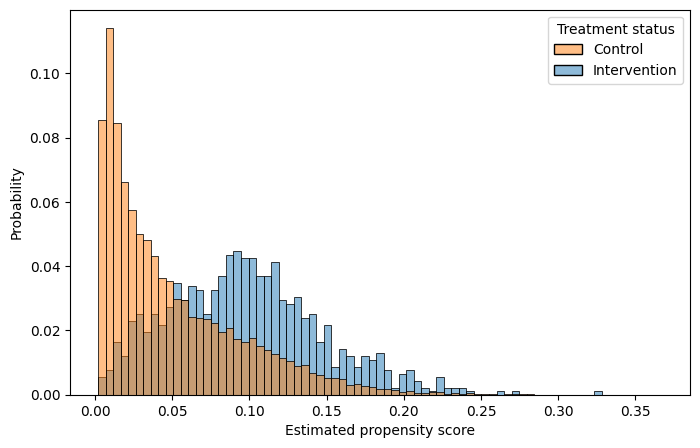 Treatment status
Control
Intervention
Probability
0.10
0.08
0.06
0.04
0.02
0.00
0.00 0.05 0.10 0.15 0.20 0.25 0.30 0.35
Estimated propensity score